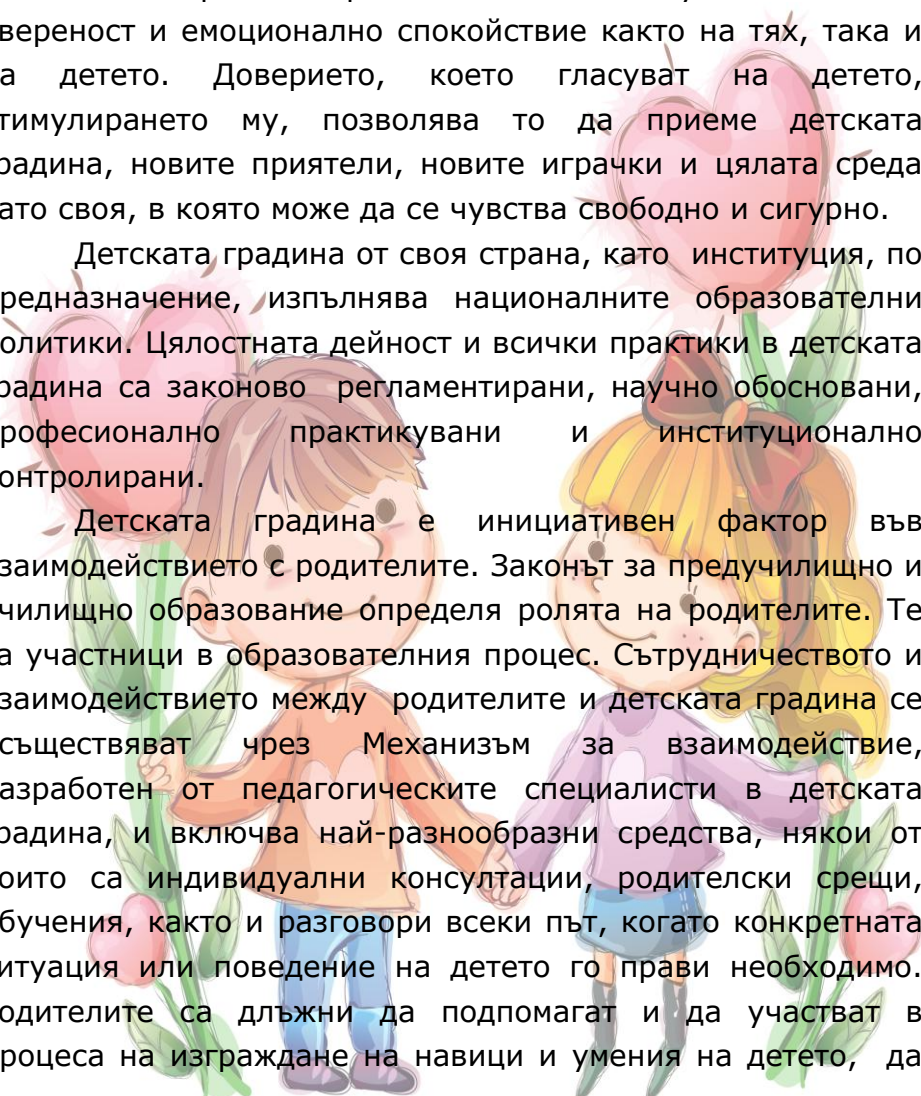 вереност и емоционално спокойствие както на тях, така и
а детето. Доверието, което гласуват на детето,
тимулирането му, позволява то да приеме детската
радина, новите приятели, новите играчки и цялата среда
ато своя, в която може да се чувства свободно и сигурно.
Детската градина от своя страна, като институция, по
редназначение, изпълнява националните образователни
олитики. Цялостната дейност и всички практики в детската
радина са законово регламентирани, научно обосновани,
рофесионално практикувани и институционално
онтролирани.
Детската градина е инициативен фактор във
заимодействието с родителите. Законът за предучилищно и
чилищно образование определя ролята на родителите. Те
а участници в образователния процес. Сътрудничеството и
заимодействието между родителите и детската градина се
съществяват чрез Механизъм за взаимодействие,
азработен от педагогическите специалисти в детската
радина, и включва най-разнообразни средства, някои от
оито са индивидуални консултации, родителски срещи,
бучения, както и разговори всеки път, когато конкретната
итуация или поведение на детето го прави необходимо.
одителите са длъжни да подпомагат и да участват в
роцеса на изграждане на навици и умения на детето, да